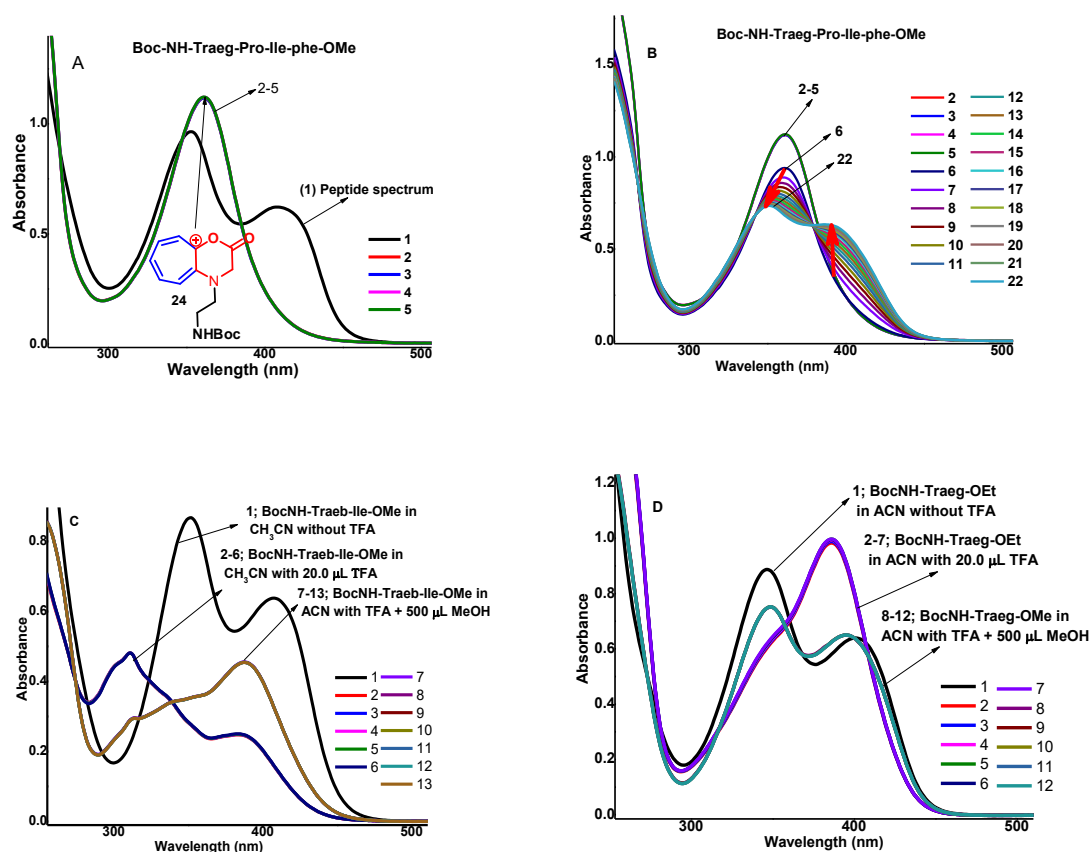 Boc-NH-Traeg-Pro-Ile-phe-OMe
A
2-5
(1) Peptide spectrum
⊕
O
O
N
24
NHBoc
1
2
3
4
5
1.0
0.5
0.0
300
400
500
Absorbance
Wavelength (nm)
Boc-NH-Traeg-Pro-Ile-phe-OMe
B
2-5
6
22
2 12
3 13
4 14
5 15
6 16
7 17
8 18
9 19
10 20
11 21
22
1.5
1.0
0.5
0.0
300
400
500
Absorbance
Wavelength (nm)
C
1; BocNH-Traeb-Ile-OMe in
CH3CN without TFA
2-6; BocNH-Traeb-Ile-OMe in
CH3CN with 20.0 µL TFA
7-13; BocNH-Traeb-Ile-OMe in
ACN with TFA + 500 µL MeOH
1 7
2 8
3 9
4 10
5 11
6 12
13
0.8
0.6
0.4
0.2
0.0
300
400
500
Absorbance
Wavelength (nm)
D
1; BocNH-Traeg-OEt
in ACN without TFA
2-7; BocNH-Traeg-OEt
in ACN with 20.0 µL TFA
8-12; BocNH-Traeg-OMe in
ACN with TFA + 500 µL MeOH
1 7
2 8
3 9
4 10
5 11
6 12
1.2
1.0
0.8
0.6
0.4
0.2
0.0
300
400
500
Absorbance
Wavelength (nm)